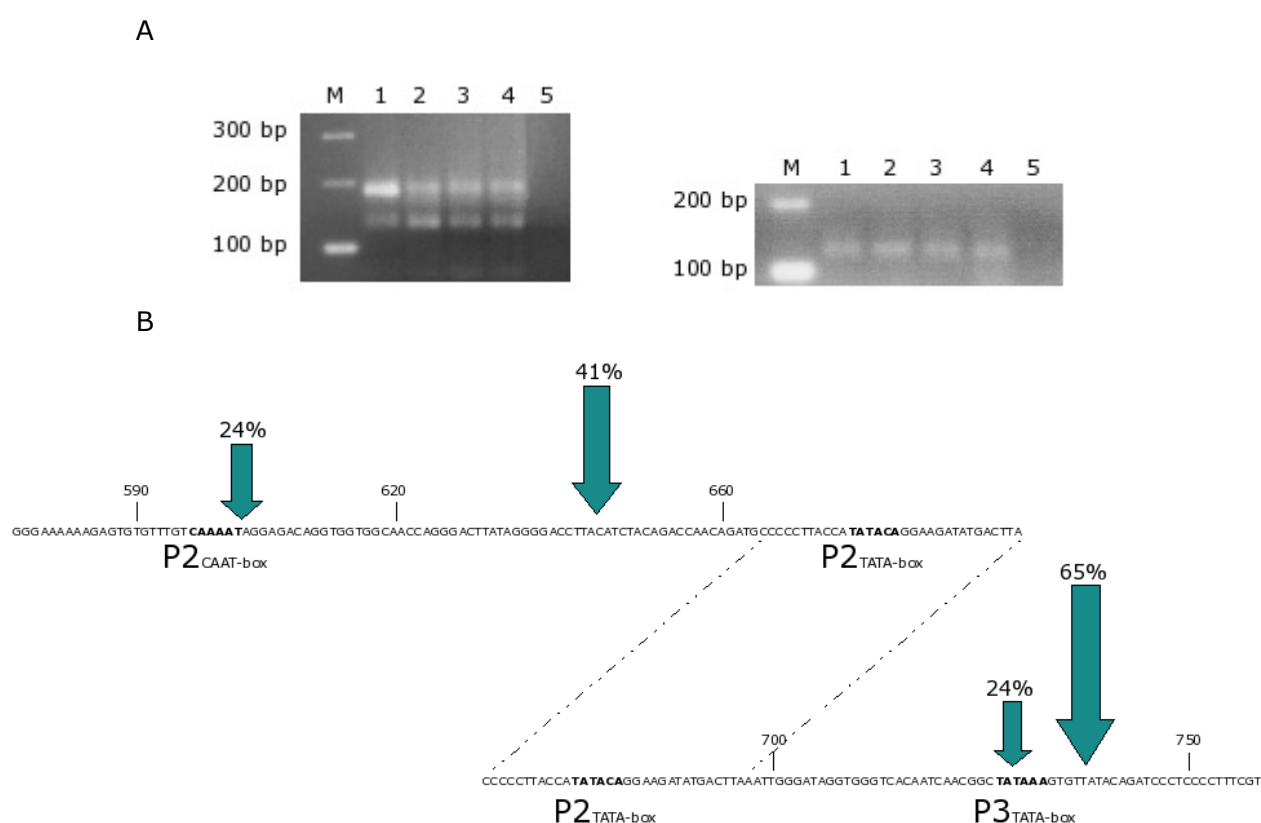 A
M 1 2 3 4 5
300 bp
200 bp
100 bp
M 1 2 3 4 5
200 bp
100 bp
B
41%
24%
590 620 660
GGGAAAAAAGAGTGTGTTTGTCAAAATAGGAGACAGGTGGTGGCAACCAGGGACTTATAGGGGACCTTACATCTACAGACCAACAGATGCCCCCTTACCATATACAGGAAGATATGACTTA
P2CAAT-box P2TATA-box
65%
24%
700 750
CCCCCTTACCATATACAGGAAGATATGACTTAAATTGGGATAGGTGGGTCACAATCAACGGCTATAAAGTGTTATACAGATCCCTCCCCCTTTCGT
P2TATA-box P3TATA-box